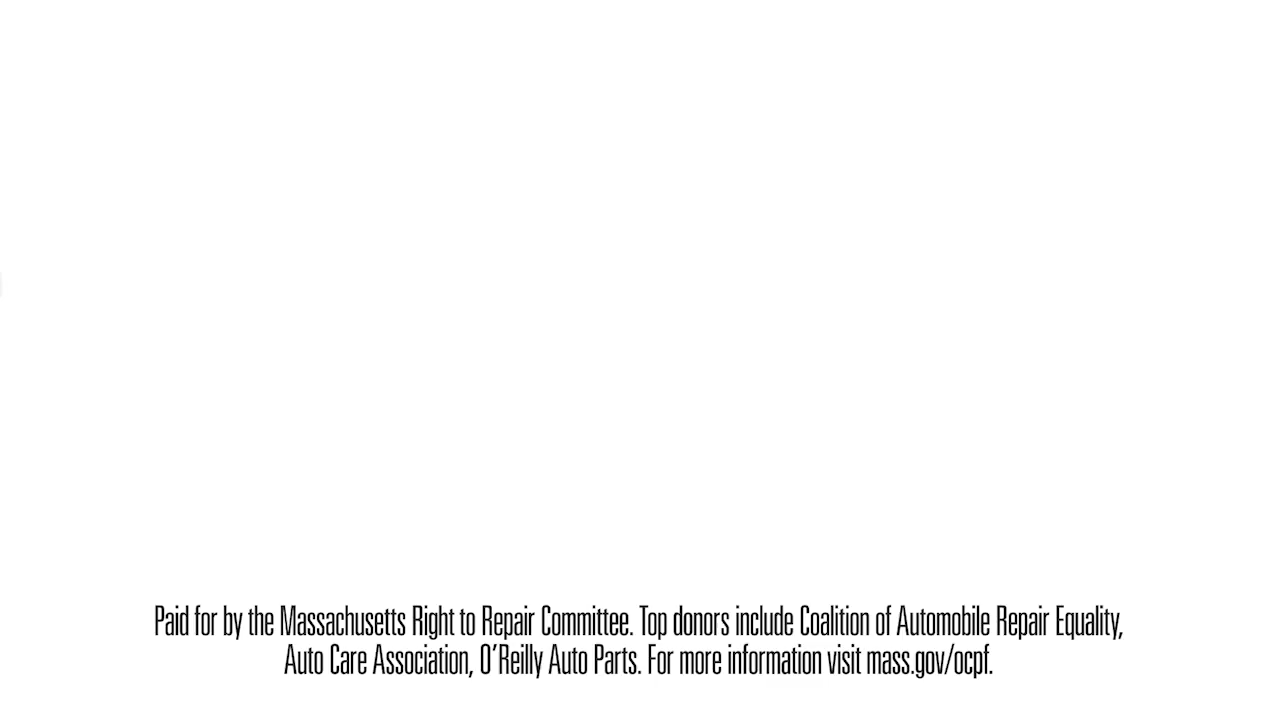 Paid for by the Massachusetts Right to Repair Committee. Top donors include Coalition of Automobile Repair Equality,
Auto Care Association, O'Reilly Auto Parts. For more information visit mass.gov/ocpf.